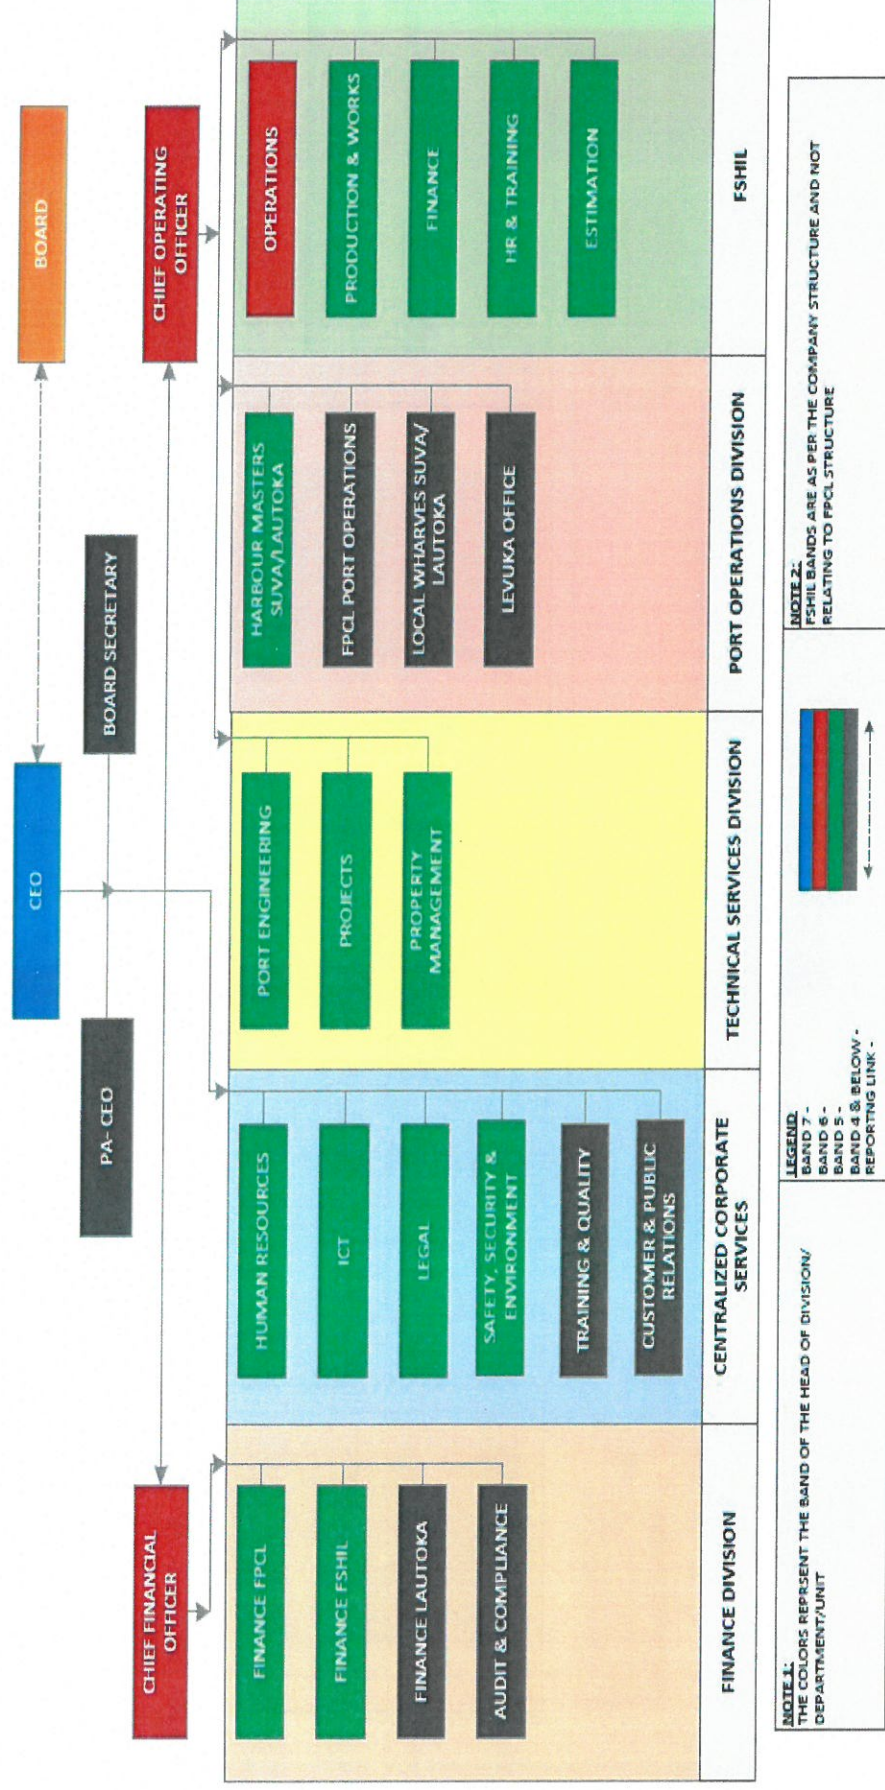 BOARD
CEO
BOARD SECRETARY
PA- CEO
CHIEF FINANCIAL
OFFICER
CHIEF OPERATING
OFFICER
FINANCE FPCL
FINANCE FSHIL
FINANCE LAUTOKA
AUDIT & COMPLIANCE
FINANCE DIVISION
HUMAN RESOURCES
ICT
LEGAL
SAFETY, SECURITY &
ENVIRONMENT
TRAINING & QUALITY
CUSTOMER & PUBLIC
RELATIONS
CENTRALIZED CORPORATE
SERVICES
PORT ENGINEERING
PROJECTS
PROPERTY
MANAGEMENT
TECHNICAL SERVICES DIVISION
HARBOUR MASTERS
SUVA/LAUTOKA
FPCL PORT OPERATIONS
LOCAL WHARVES SUVA/
LAUTOKA
LEVUKA OFFICE
PORT OPERATIONS DIVISION
OPERATIONS
PRODUCTION & WORKS
FINANCE
HR & TRAINING
ESTIMATION
FSHIL
NOTE 1:
THE COLORS REPRSENT THE BAND OF THE HEAD OF DIVISION/
DEPARTMENT/UNIT
LEGEND
BAND 7 -
BAND 6 -
BAND 5 -
BAND 4 & BELOW -
REPORTING LINK -
NOTE 2:
FSHIL BANDS ARE AS PER THE COMPANY STRUCTURE AND NOT
RELATING TO FPCL STRUCTURE